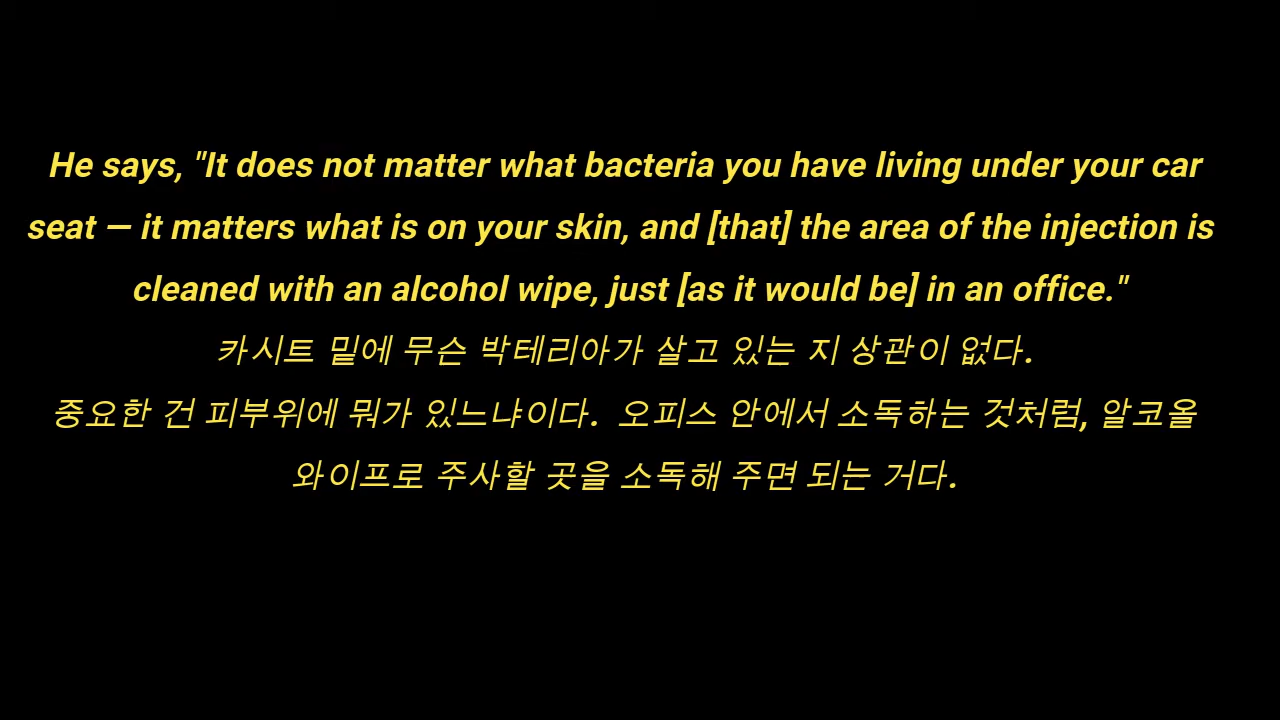 He says, "It does not matter what bacteria you have living under your car
seat — it matters what is on your skin, and [that] the area of the injection is
cleaned with an alcohol wipe, just [as it would be] in an office."
카시트 밑에 무슨 박테리아가 살고 있는 지 상관이 없다.
중요한 건 피부위에 뭐가 있느냐이다. 오피스 안에서 소독하는 것처럼, 알코올
와이프로 주사할 곳을 소독해 주면 되는 거다.